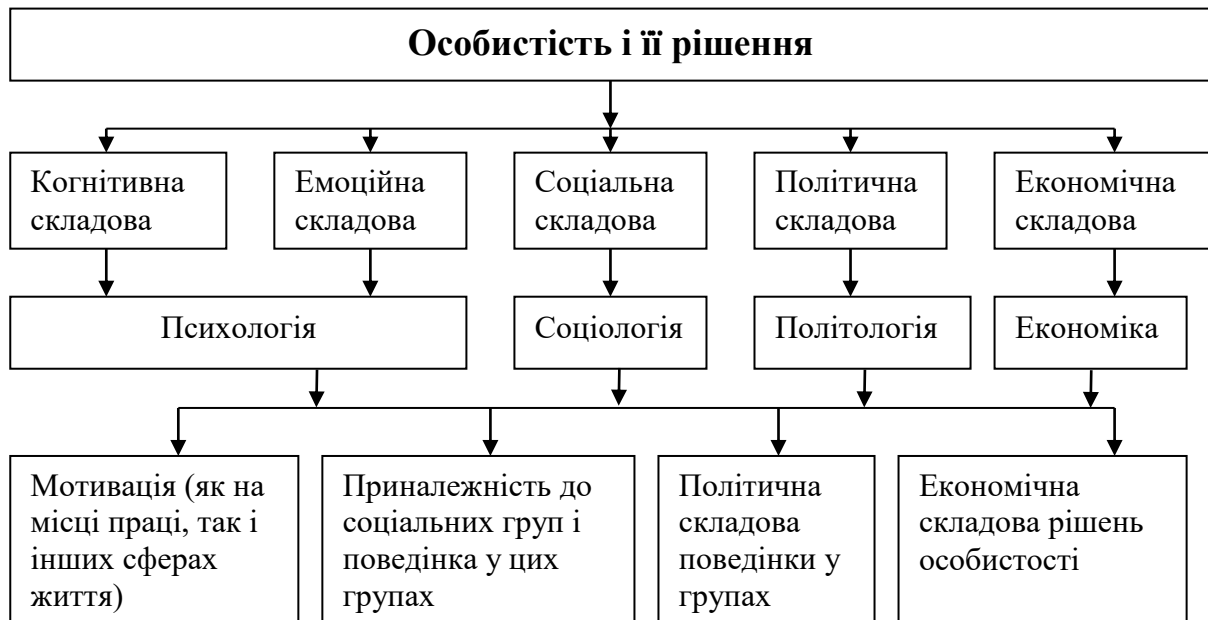 Особистість і її рішення
Когнітивна
складова
Емоційна
складова
Соціальна
складова
Політична
складова
Економічна
складова
Психологія
Соціологія
Політологія
Економіка
Мотивація (як на
місці праці, так і
інших сферах
життя)
Приналежність до
соціальних груп і
поведінка у цих
групах
Політична
складова
поведінки у
групах
Економічна
складова рішень
особистості